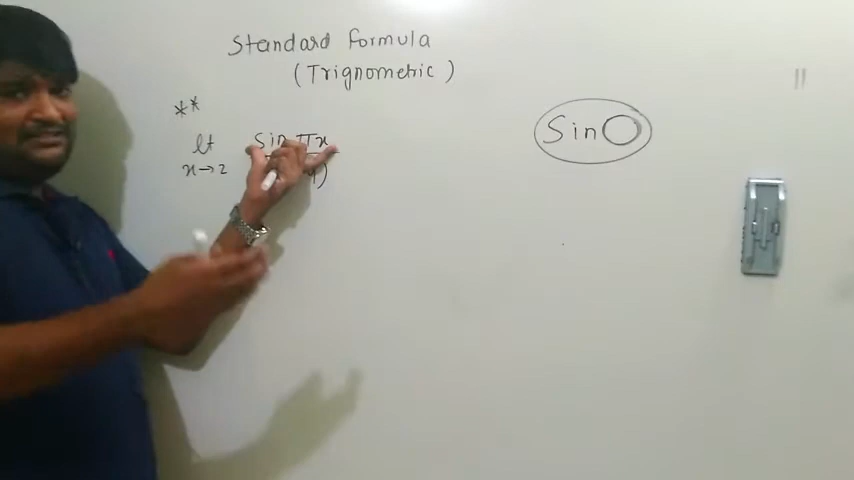 Standard formula
(Trignometric)
**
lt Sin πx
x→2
Sin